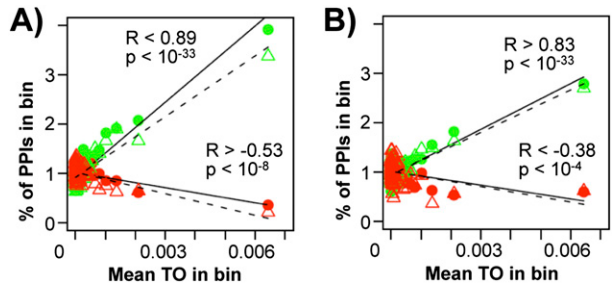 A)
R < 0.89
p < 10-33
R > -0.53
p < 10-8
% of PPIs in bin
3
2
1
0
0
0.003
0.006
Mean TO in bin
B)
R > 0.83
p < 10-33
R < -0.38
p < 10-4
% of PPIs in bin
3
2
1
0
0
0.003
0.006
Mean TO in bin